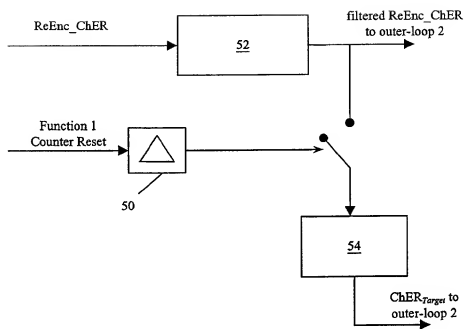 ReEnc_ChER
52
filtered ReEnc_ChER
to outer-loop 2
Function 1
Counter Reset
50
54
ChER_Target to
outer-loop 2